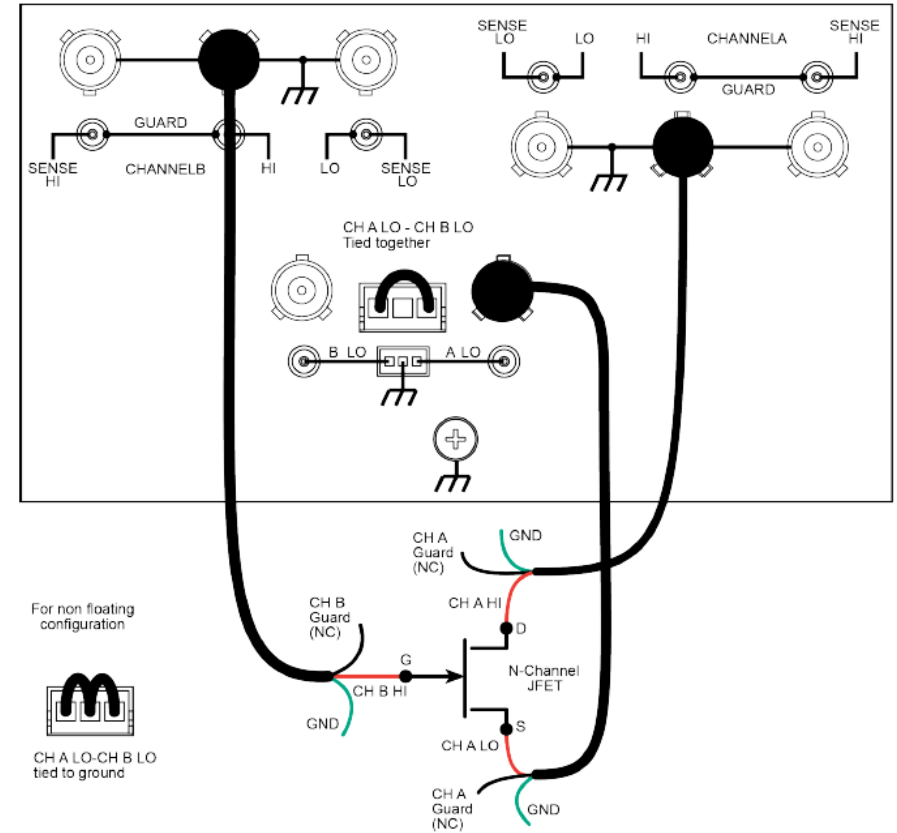 SENSE
LO
LO
HI
CHANNELA
SENSE
HI
GUARD
GUARD
SENSE
HI
CHANNELB
HI
LO
SENSE
LO
CH A LO - CH B LO
Tied together
B LO
A LO
CH A
Guard
(NC)
GND
For non floating
configuration
CH B
Guard
(NC)
CH A HI
D
G
N-Channel
JFET
CH B HI
GND
S
CH A LO
CH A LO-CH B LO
tied to ground
CH A
Guard
(NC)
GND